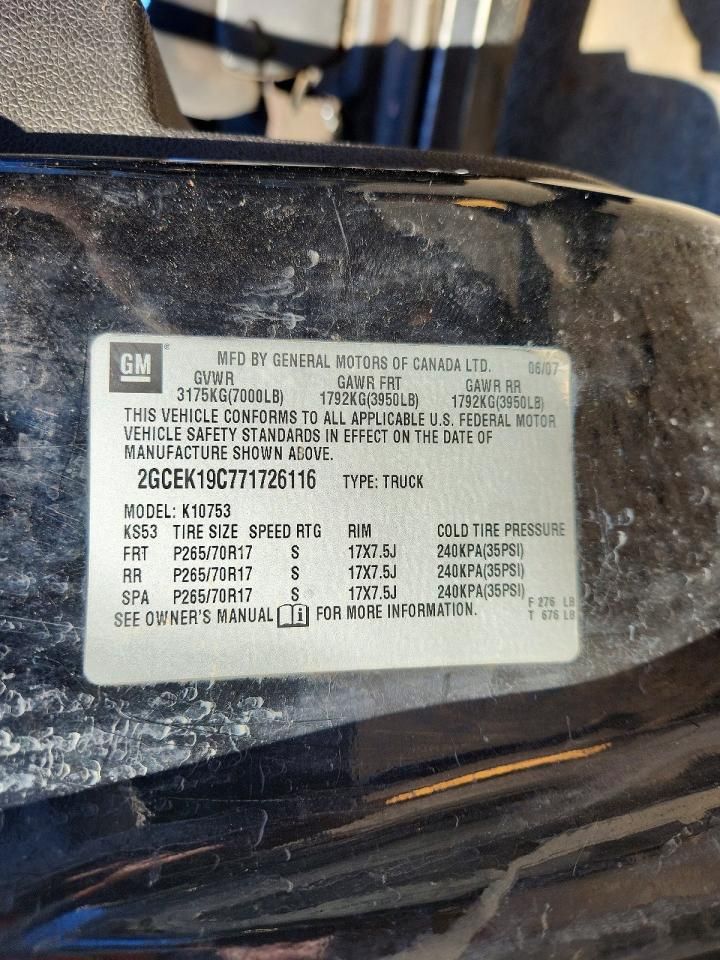 GM ® MFD BY GENERAL MOTORS OF CANADA LTD. 06/07
GVWR GAWR FRT GAWR RR
3175KG(7000LB) 1792KG(3950LB) 1792KG(3950LB)
THIS VEHICLE CONFORMS TO ALL APPLICABLE U.S. FEDERAL MOTOR
VEHICLE SAFETY STANDARDS IN EFFECT ON THE DATE OF
MANUFACTURE SHOWN ABOVE.
2GCEK19C771726116 TYPE: TRUCK
MODEL: K10753
KS53 TIRE SIZE SPEED RTG RIM COLD TIRE PRESSURE
FRT P265/70R17 S 17X7.5J 240KPA(35PSI)
RR P265/70R17 S 17X7.5J 240KPA(35PSI)
SPA P265/70R17 S 17X7.5J 240KPA(35PSI)
F 276 LB
SEE OWNER'S MANUAL i FOR MORE INFORMATION. T 676 LB